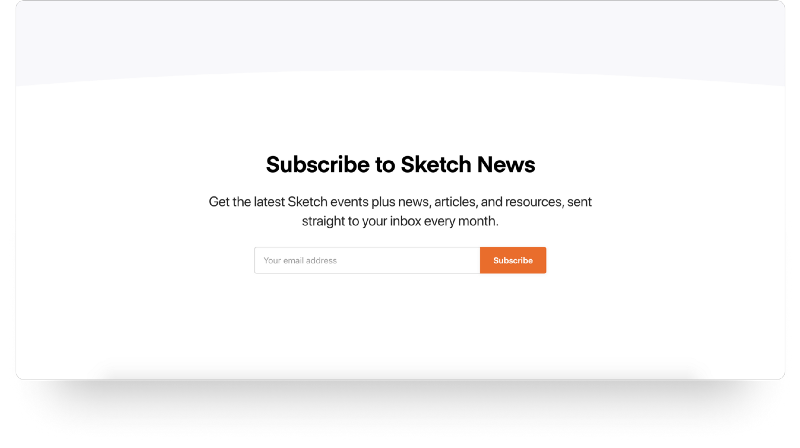 Subscribe to Sketch News
Get the latest Sketch events plus news, articles, and resources, sent
straight to your inbox every month.
Your email address
Subscribe